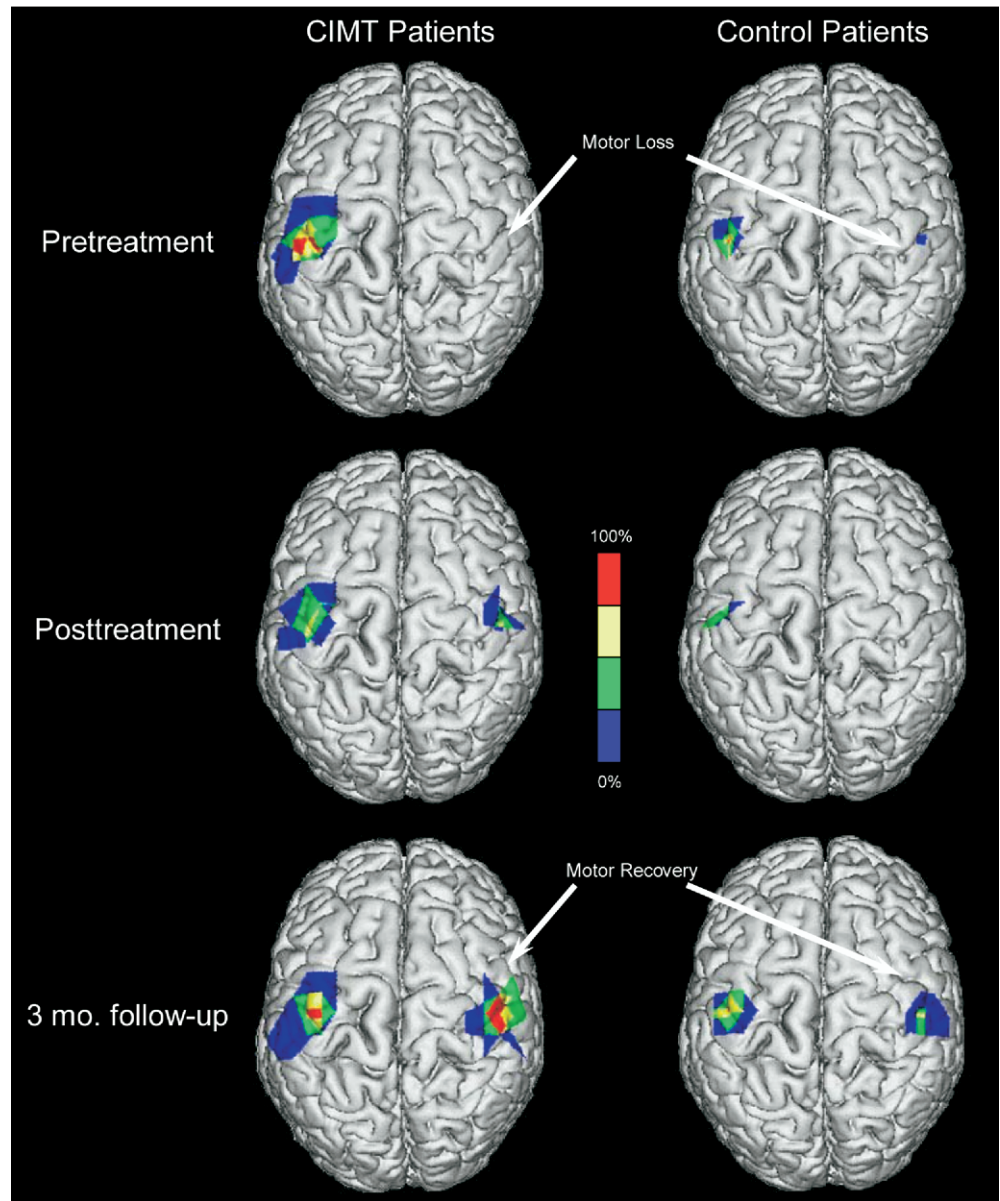 CIMT Patients
Control Patients
Motor Loss
Pretreatment
100%
Posttreatment
0%
Motor Recovery
3 mo. follow-up